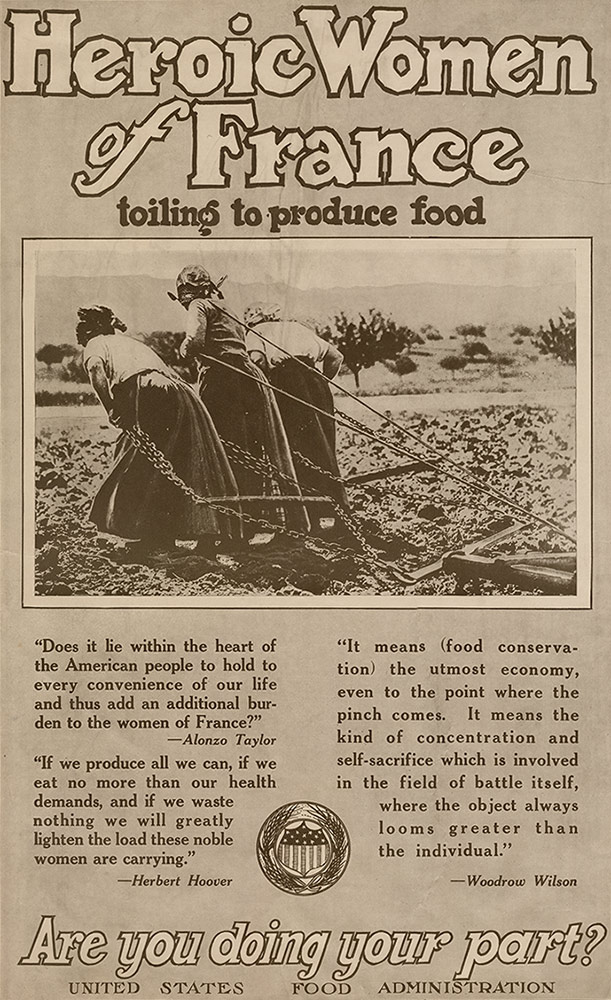 Heroic Women
of France
toiling to produce food
“Does it lie within the heart of
the American people to hold to
every convenience of our life
and thus add an additional bur-
den to the women of France?”
—Alonzo Taylor
“If we produce all we can, if we
eat no more than our health
demands, and if we waste
nothing we will greatly
lighten the load these noble
women are carrying.”
—Herbert Hoover
“It means (food conserva-
tion) the utmost economy,
even to the point where the
pinch comes. It means the
kind of concentration and
self-sacrifice which is involved
in the field of battle itself,
where the object always
looms greater than
the individual.”
—Woodrow Wilson
Are you doing your part?
UNITED STATES FOOD ADMINISTRATION